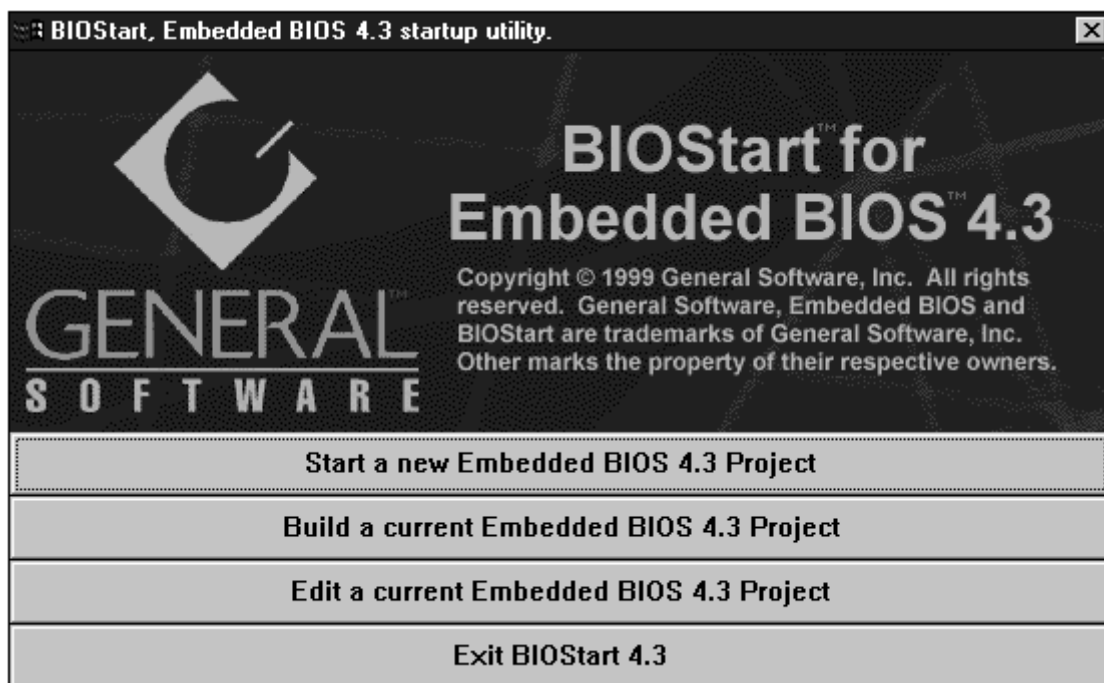 BIOStart, Embedded BIOS 4.3 startup utility.
BIOStart™ for
Embedded BIOS™ 4.3
Copyright © 1999 General Software, Inc. All rights
reserved. General Software, Embedded BIOS and
BIOStart are trademarks of General Software, Inc.
Other marks the property of their respective owners.
GENERAL™
SOFTWARE
Start a new Embedded BIOS 4.3 Project
Build a current Embedded BIOS 4.3 Project
Edit a current Embedded BIOS 4.3 Project
Exit BIOStart 4.3